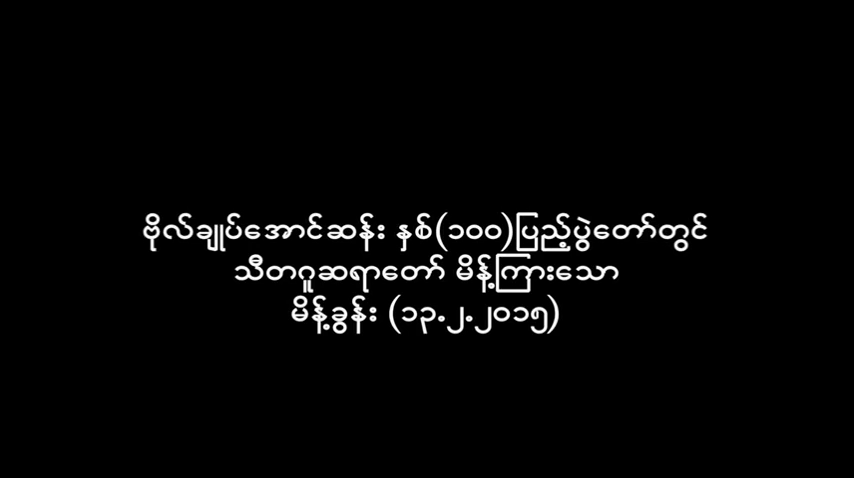 ဗိုလ်ချုပ်အောင်ဆန်း နှစ်(၁၀၀)ပြည့်ပွဲတော်တွင်
သီတဂူဆရာတော် မိန့်ကြားသော
မိန့်ခွန်း (၁၃.၂.၂၀၁၅)